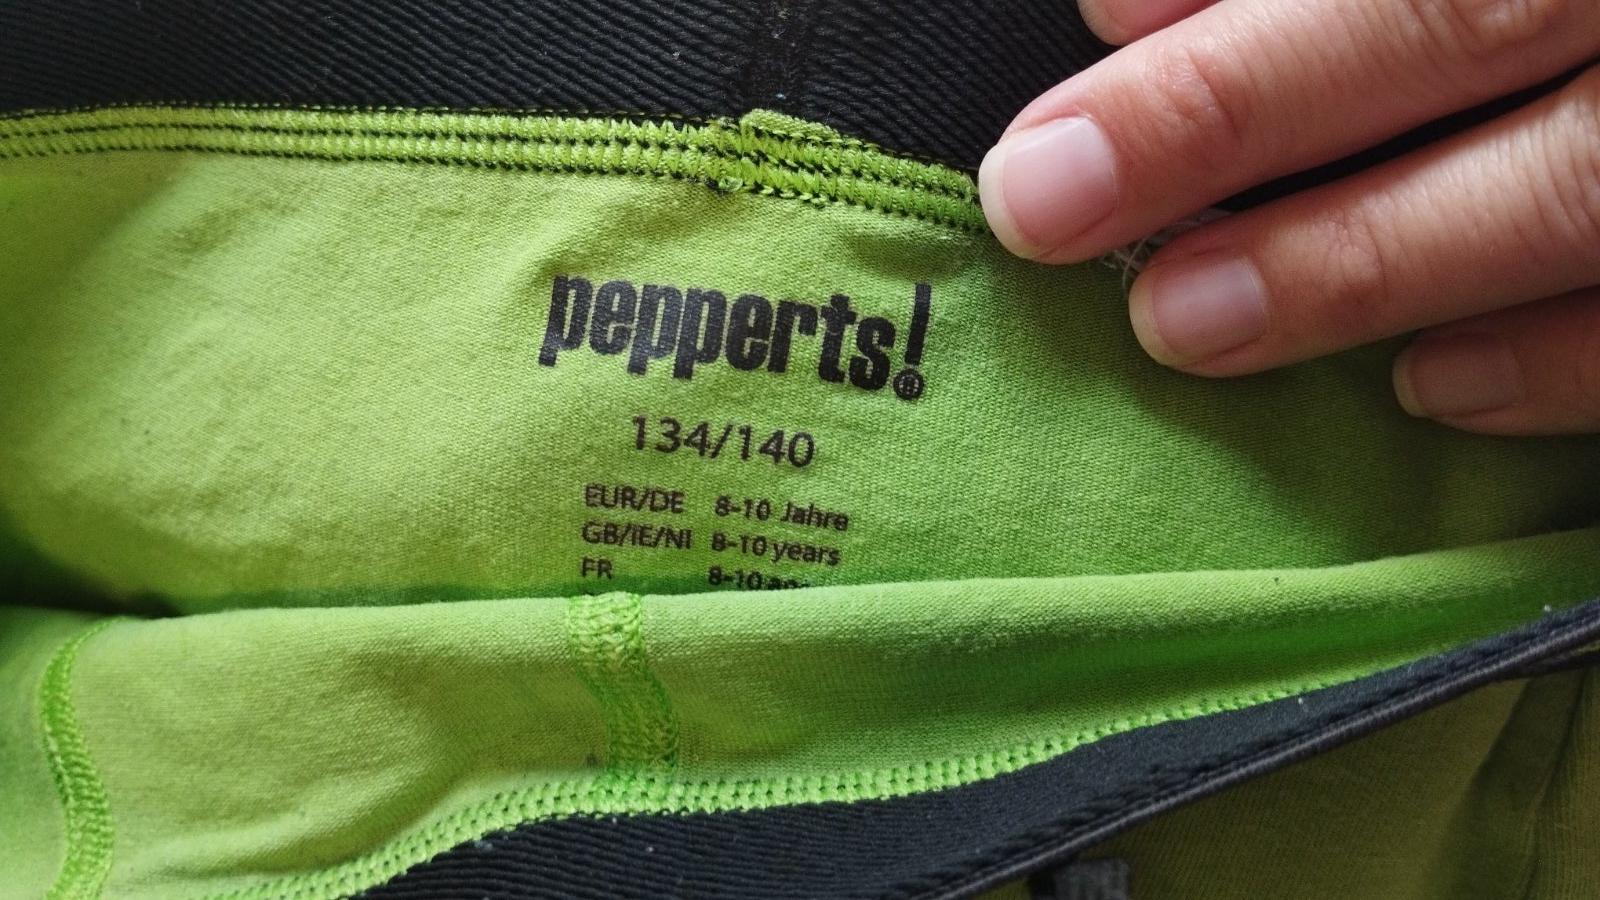 pepperts!®
134/140
EUR/DE 8-10 Jahre
GB/IE/NI 8-10 years
FR 8-10